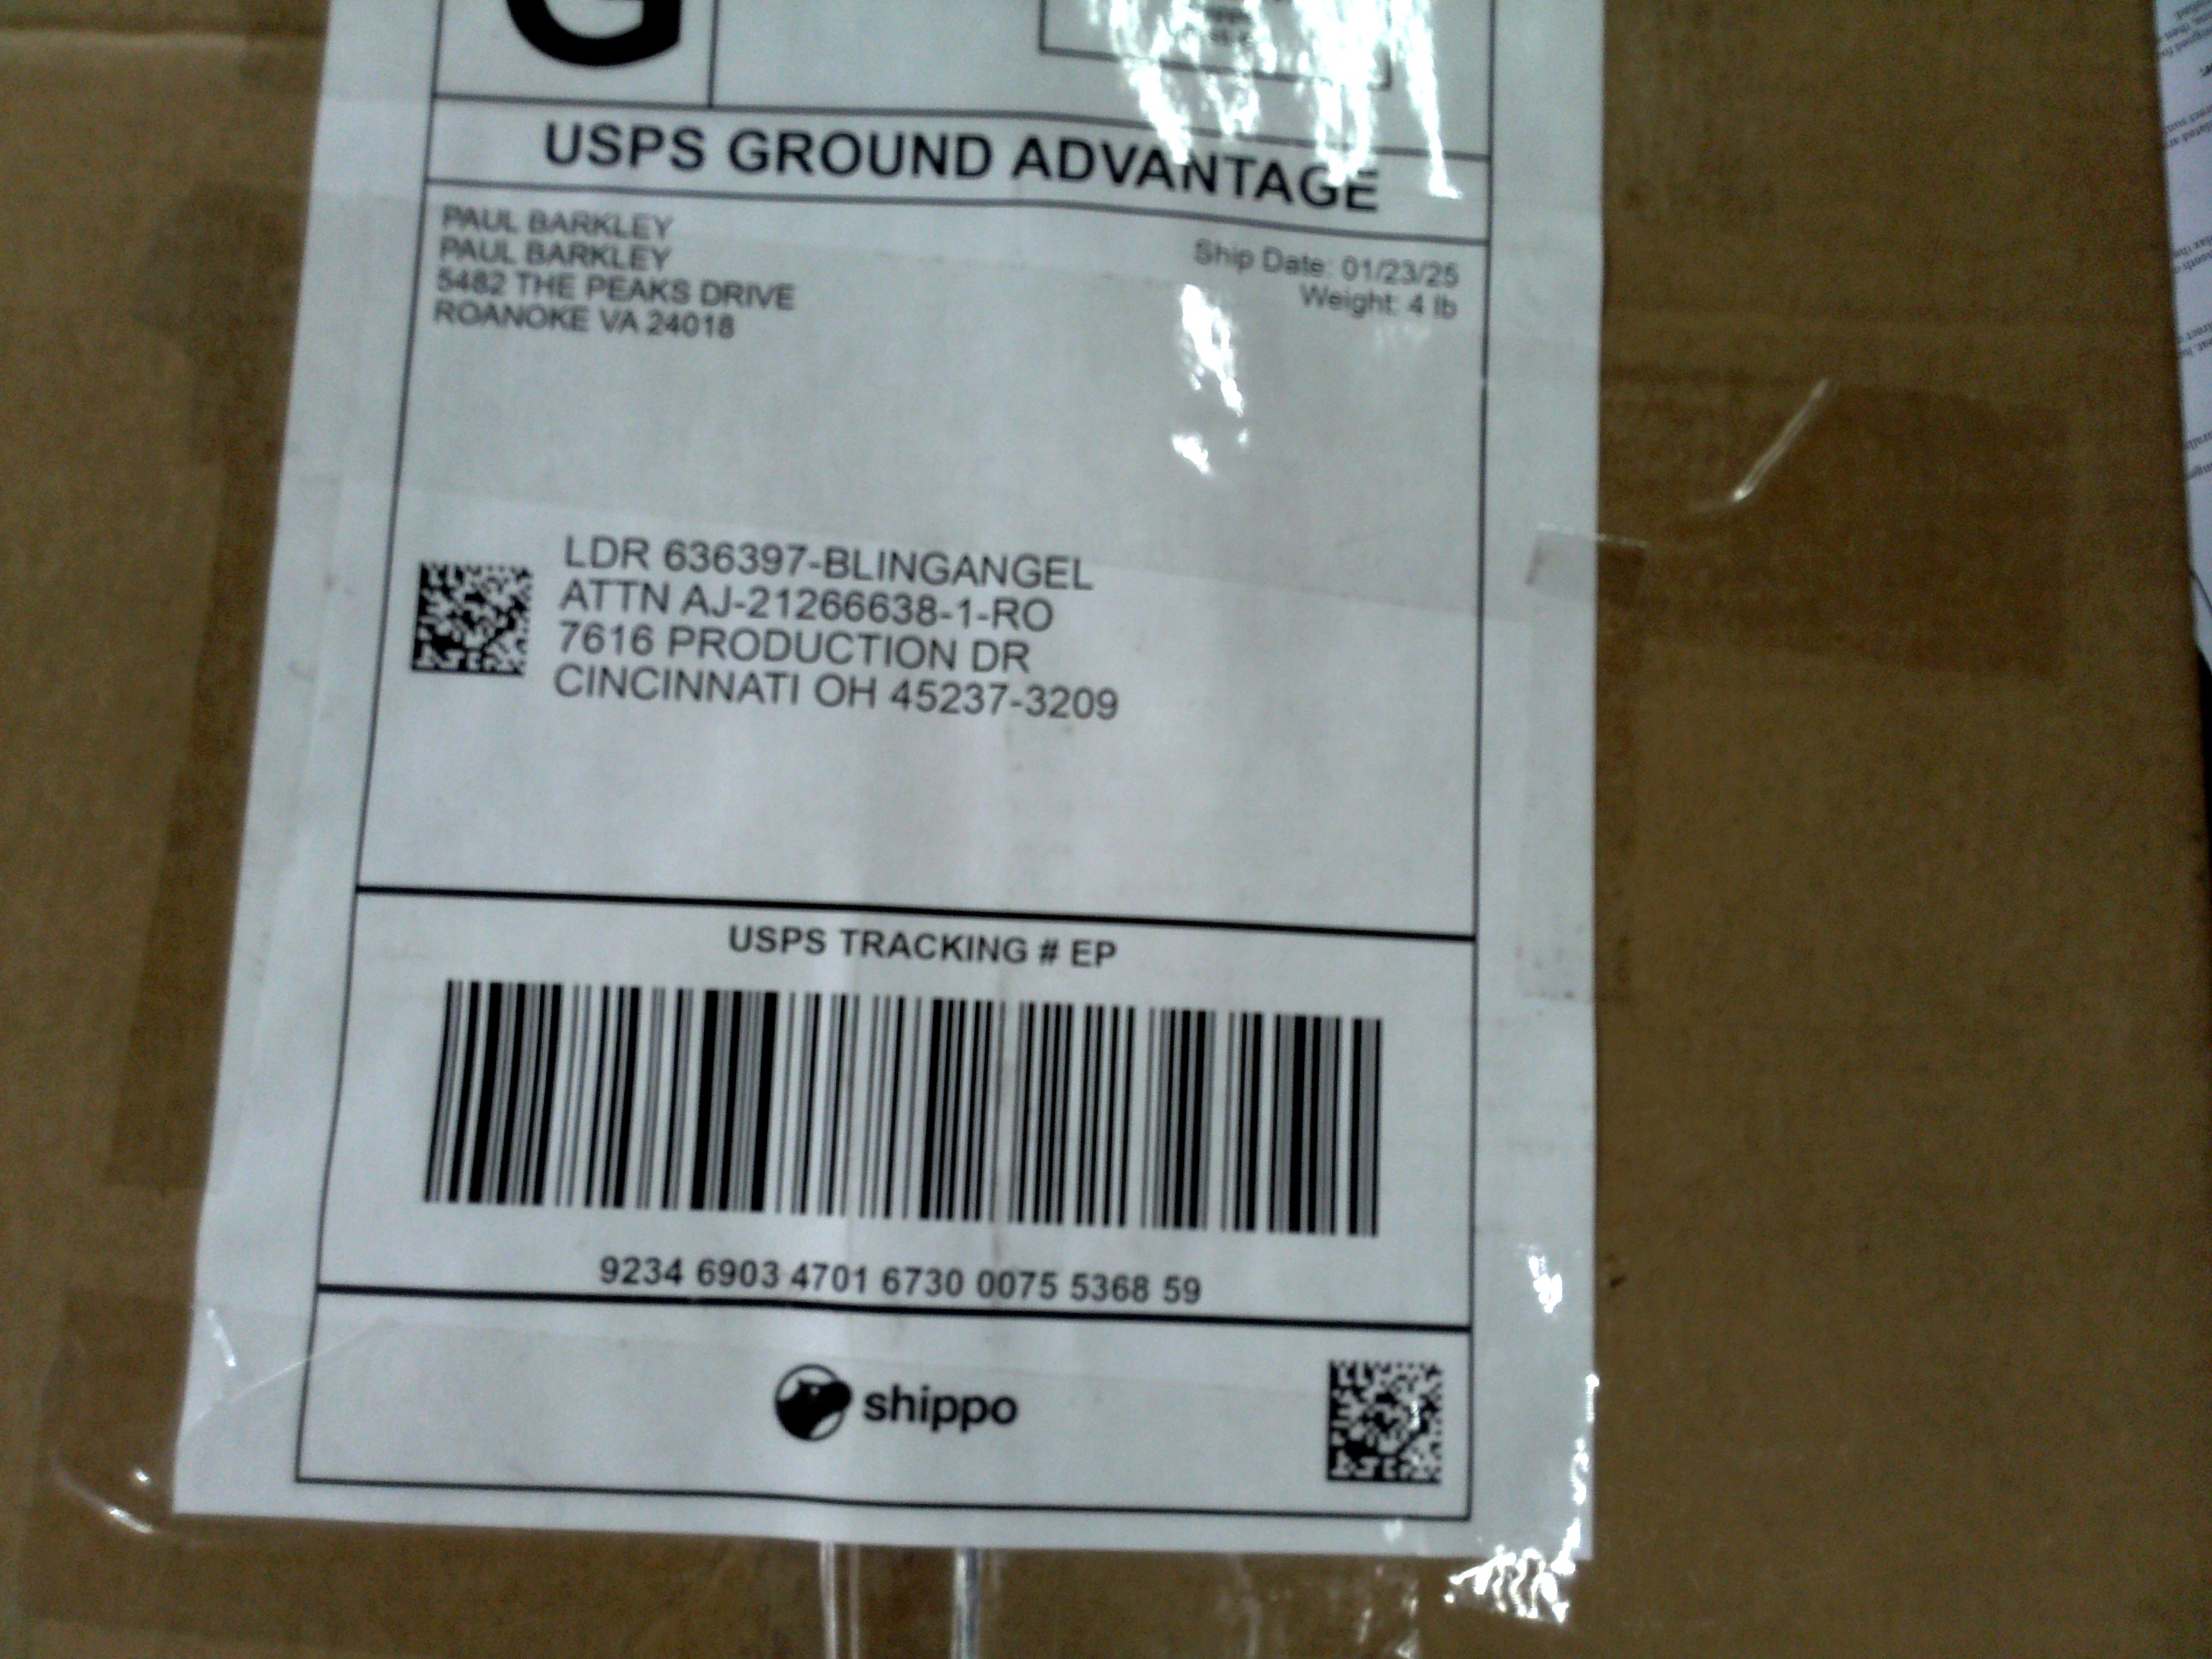 G
USPS GROUND ADVANTAGE
PAUL BARKLEY
PAUL BARKLEY
5482 THE PEAKS DRIVE
ROANOKE VA 24018
Ship Date: 01/23/25
Weight: 4 lb
LDR 636397-BLINGANGEL
ATTN AJ-21266638-1-RO
7616 PRODUCTION DR
CINCINNATI OH 45237-3209
USPS TRACKING # EP
9234 6903 4701 6730 0075 5368 59
shippo